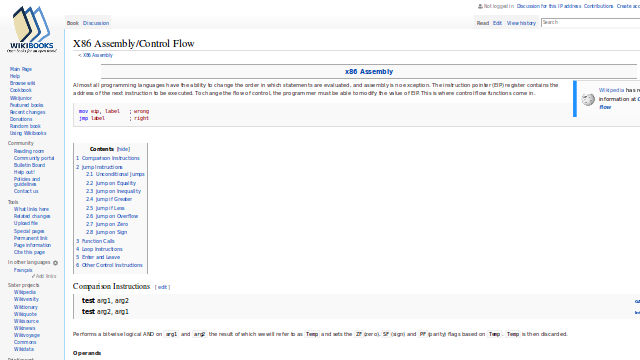 Not logged in Discussion for this IP address Contributions Create
Book Discussion Read Edit View history Search
WIKIBOOKS
Open books for an open world
X86 Assembly/Control Flow
< X86 Assembly
x86 Assembly
Almost all programming languages have the ability to change the order in which statements are evaluated, and assembly is no exception. The instruction pointer (EIP) register contains the
address of the next instruction to be executed. To change the flow of control, the programmer must be able to modify the value of EIP. This is where control flow functions come in.
Wikipedia has
information at
flow
mov eip, label ; wrong
jmp label ; right
Main Page
Help
Browse wiki
Cookbook
Wikijunior
Featured books
Recent changes
Donations
Random book
Using Wikibooks
Community
Reading room
Community portal
Bulletin Board
Help out!
Policies and
guidelines
Contact us
Tools
What links here
Related changes
Upload file
Special pages
Permanent link
Page information
Cite this page
In other languages
Français
Add links
Sister projects
Wikipedia
Wikiversity
Wiktionary
Wikiquote
Wikisource
Wikinews
Wikivoyage
Commons
Wikidata
Contents [hide]
1 Comparison Instructions
2 Jump Instructions
2.1 Unconditional Jumps
2.2 Jump on Equality
2.3 Jump on Inequality
2.4 Jump if Greater
2.5 Jump if Less
2.6 Jump on Overflow
2.7 Jump on Zero
2.8 Jump on Sign
3 Function Calls
4 Loop Instructions
5 Enter and Leave
6 Other Control Instructions
Comparison Instructions [ edit ]
test arg1, arg2
test arg2, arg1
Performs a bitwise logical AND on arg1 and arg2 the result of which we will refer to as Temp and sets the ZF (zero), SF (sign) and PF (parity) flags based on Temp. Temp is then discarded.
Operands